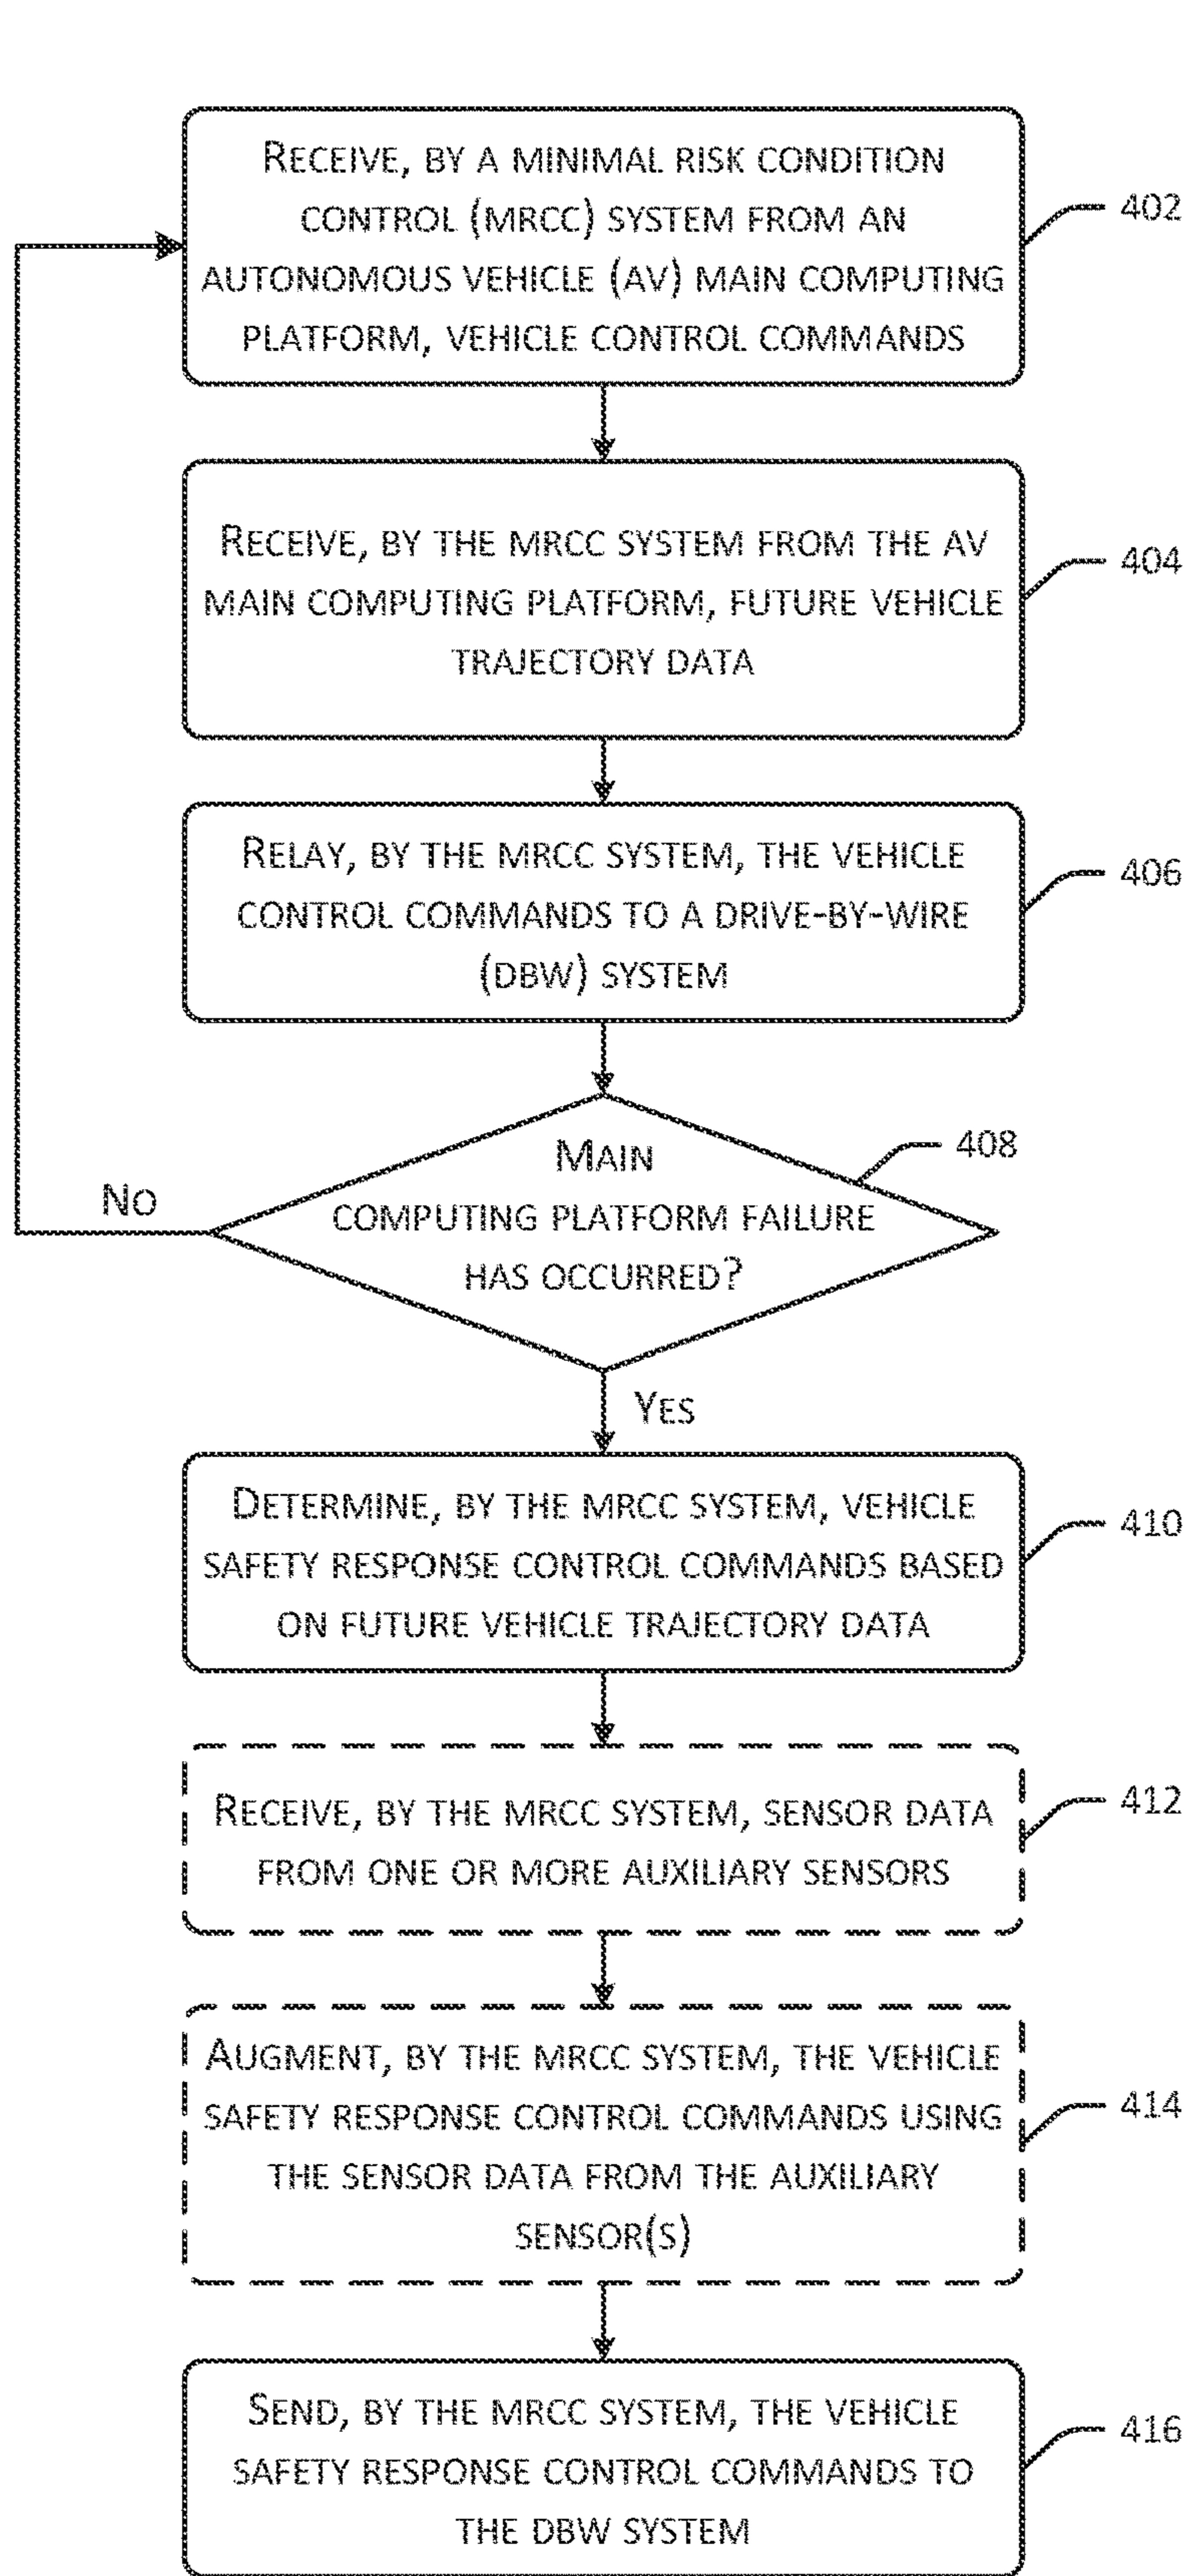 RECEIVE, BY A MINIMAL RISK CONDITION
CONTROL (MRCC) SYSTEM FROM AN
AUTONOMOUS VEHICLE (AV) MAIN COMPUTING
PLATFORM, VEHICLE CONTROL COMMANDS
402
RECEIVE, BY THE MRCC SYSTEM FROM THE AV
MAIN COMPUTING PLATFORM, FUTURE VEHICLE
TRAJECTORY DATA
404
RELAY, BY THE MRCC SYSTEM, THE VEHICLE
CONTROL COMMANDS TO A DRIVE-BY-WIRE
(DBW) SYSTEM
406
MAIN
COMPUTING PLATFORM FAILURE
HAS OCCURRED?
408
NO
YES
DETERMINE, BY THE MRCC SYSTEM, VEHICLE
SAFETY RESPONSE CONTROL COMMANDS BASED
ON FUTURE VEHICLE TRAJECTORY DATA
410
RECEIVE, BY THE MRCC SYSTEM, SENSOR DATA
FROM ONE OR MORE AUXILIARY SENSORS
412
AUGMENT, BY THE MRCC SYSTEM, THE VEHICLE
SAFETY RESPONSE CONTROL COMMANDS USING
THE SENSOR DATA FROM THE AUXILIARY
SENSOR(S)
414
SEND, BY THE MRCC SYSTEM, THE VEHICLE
SAFETY RESPONSE CONTROL COMMANDS TO
THE DBW SYSTEM
416